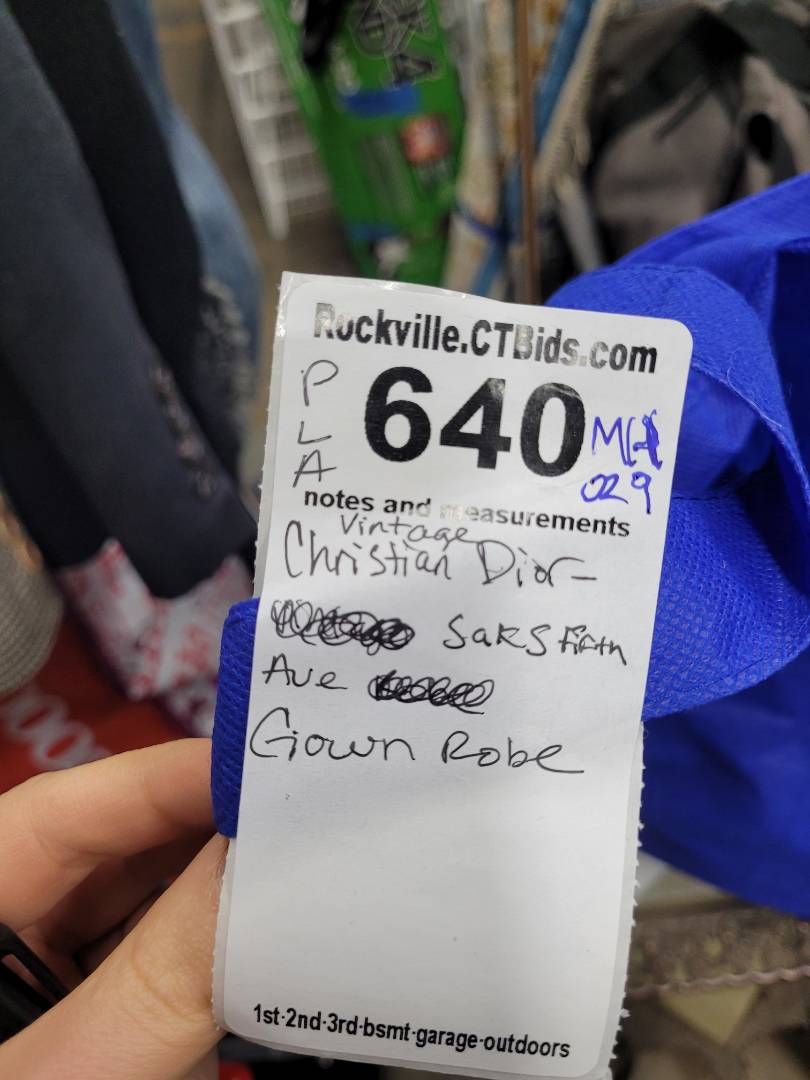 Rockville.CTBids.com
P
L
A
640
029
notes and measurements
Vintage
Christian Dior-
Saks fifth
Ave
Gown Robe
1st-2nd-3rd-bsmt-garage-outdoors